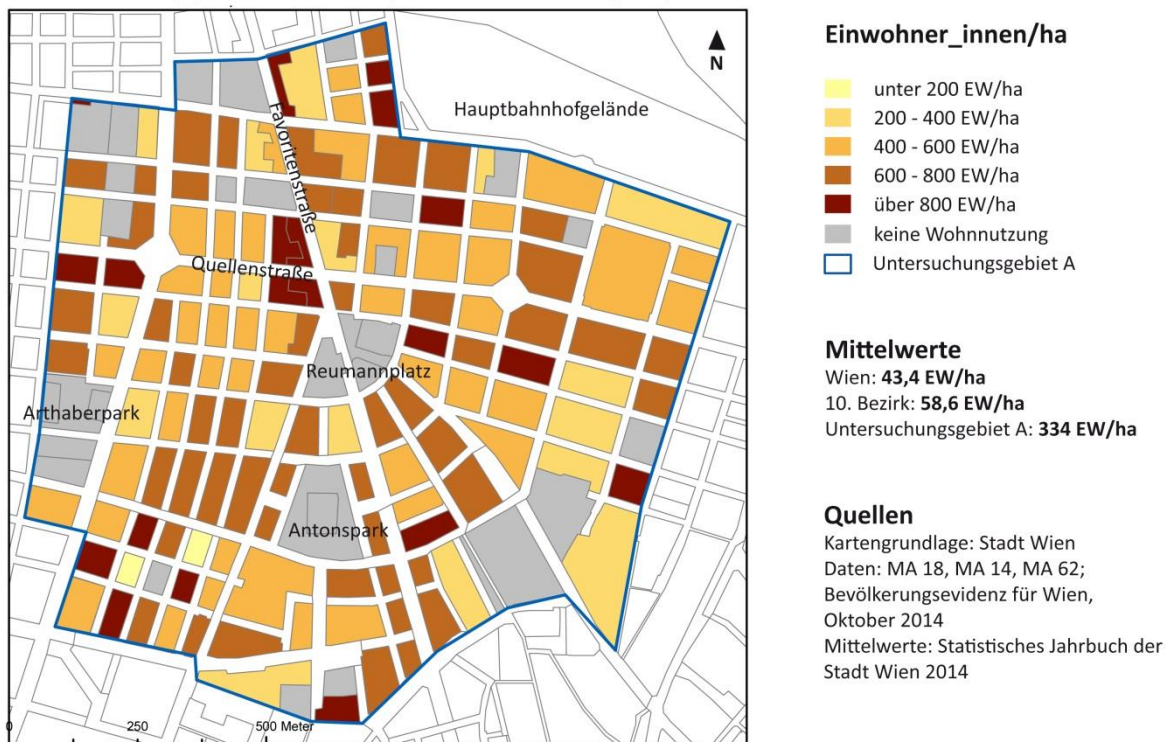 N
Hauptbahnhofgelände
Favoritenstraße
Quellenstraße
Reumannplatz
Arthaberpark
Antonspark
0 250 500 Meter
Einwohner_innen/ha
unter 200 EW/ha
200 - 400 EW/ha
400 - 600 EW/ha
600 - 800 EW/ha
über 800 EW/ha
keine Wohnnutzung
Untersuchungsgebiet A
Mittelwerte
Wien: 43,4 EW/ha
10. Bezirk: 58,6 EW/ha
Untersuchungsgebiet A: 334 EW/ha
Quellen
Kartengrundlage: Stadt Wien
Daten: MA 18, MA 14, MA 62;
Bevölkerungsevidenz für Wien,
Oktober 2014
Mittelwerte: Statistisches Jahrbuch der
Stadt Wien 2014